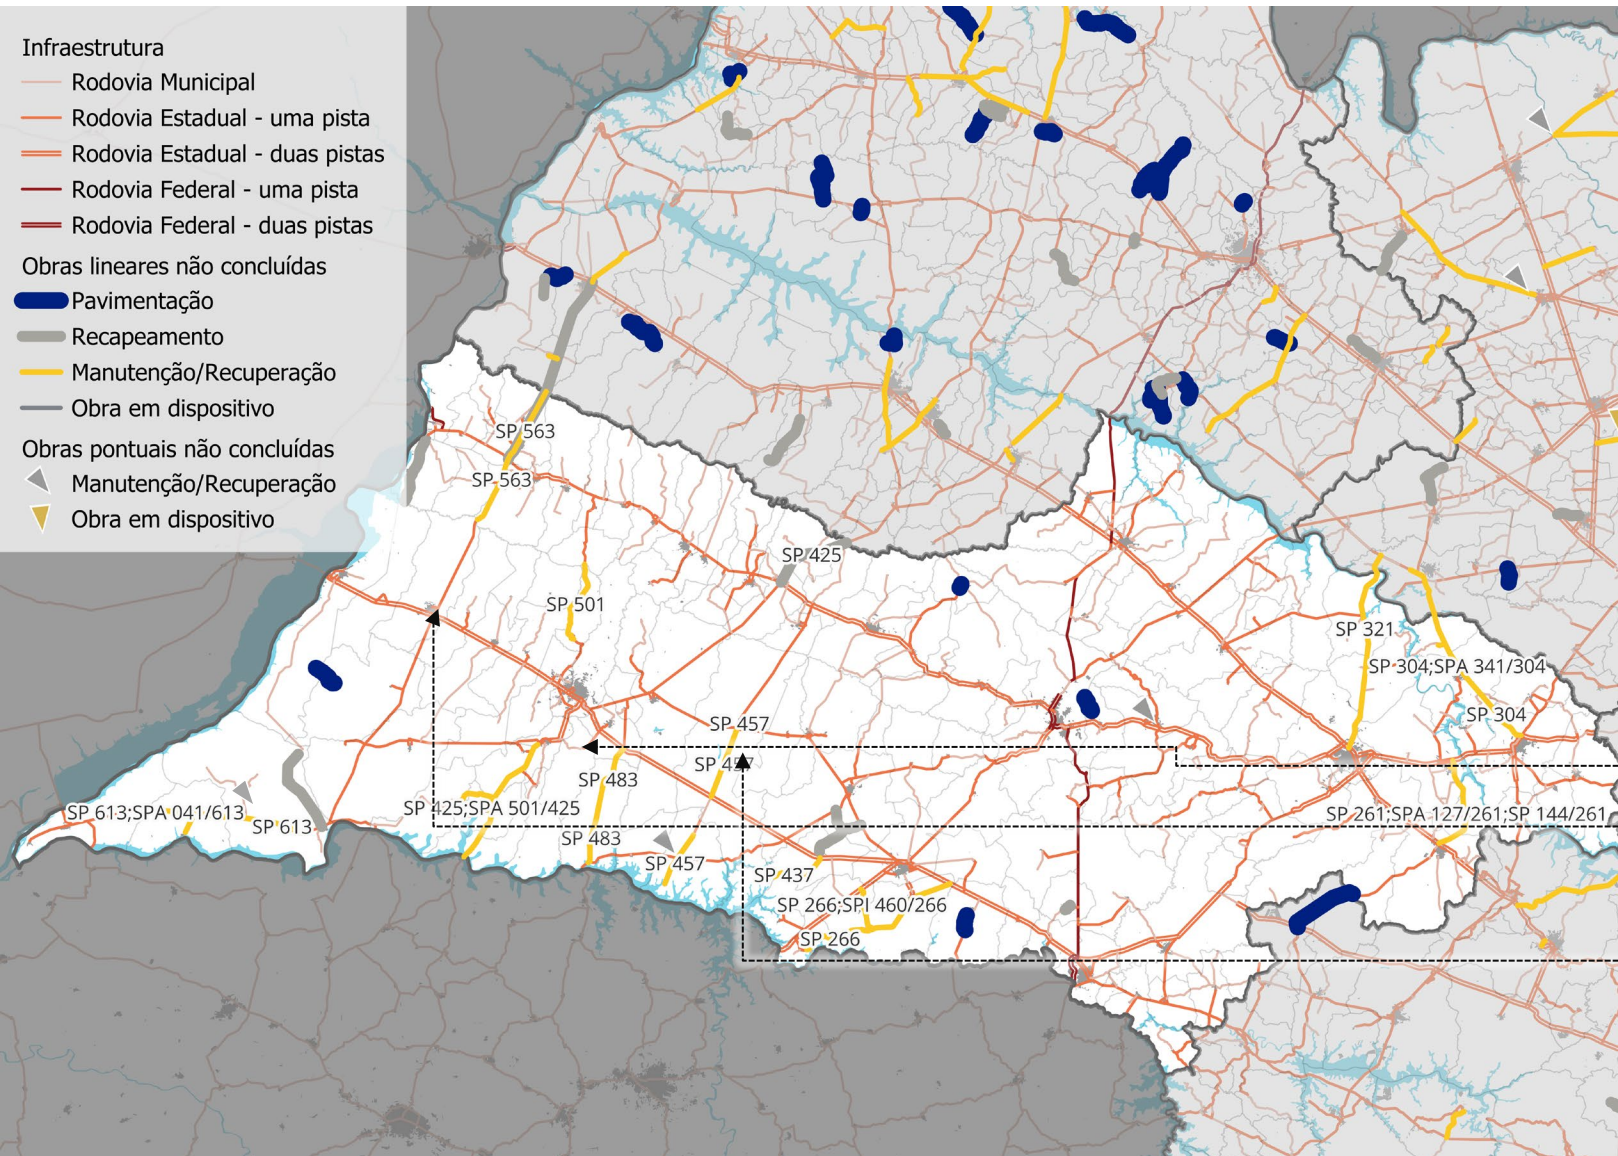 Infraestrutura
Rodovia Municipal
Rodovia Estadual - uma pista
Rodovia Estadual - duas pistas
Rodovia Federal - uma pista
Rodovia Federal - duas pistas
Obras lineares não concluídas
Pavimentação
Recapeamento
Manutenção/Recuperação
Obra em dispositivo
Obras pontuais não concluídas
Manutenção/Recuperação
Obra em dispositivo
SP 563
SP 563
SP 425
SP 501
SP 321
SP 304;SPA 341/304
SP 304
SP 457
SP 457
SP 483
SP 425;SPA 501/425
SP 613;SPA 041/613
SP 613
SP 261;SPA 127/261;SP 144/261
SP 483
SP 457
SP 437
SP 266;SPI 460/266
SP 266